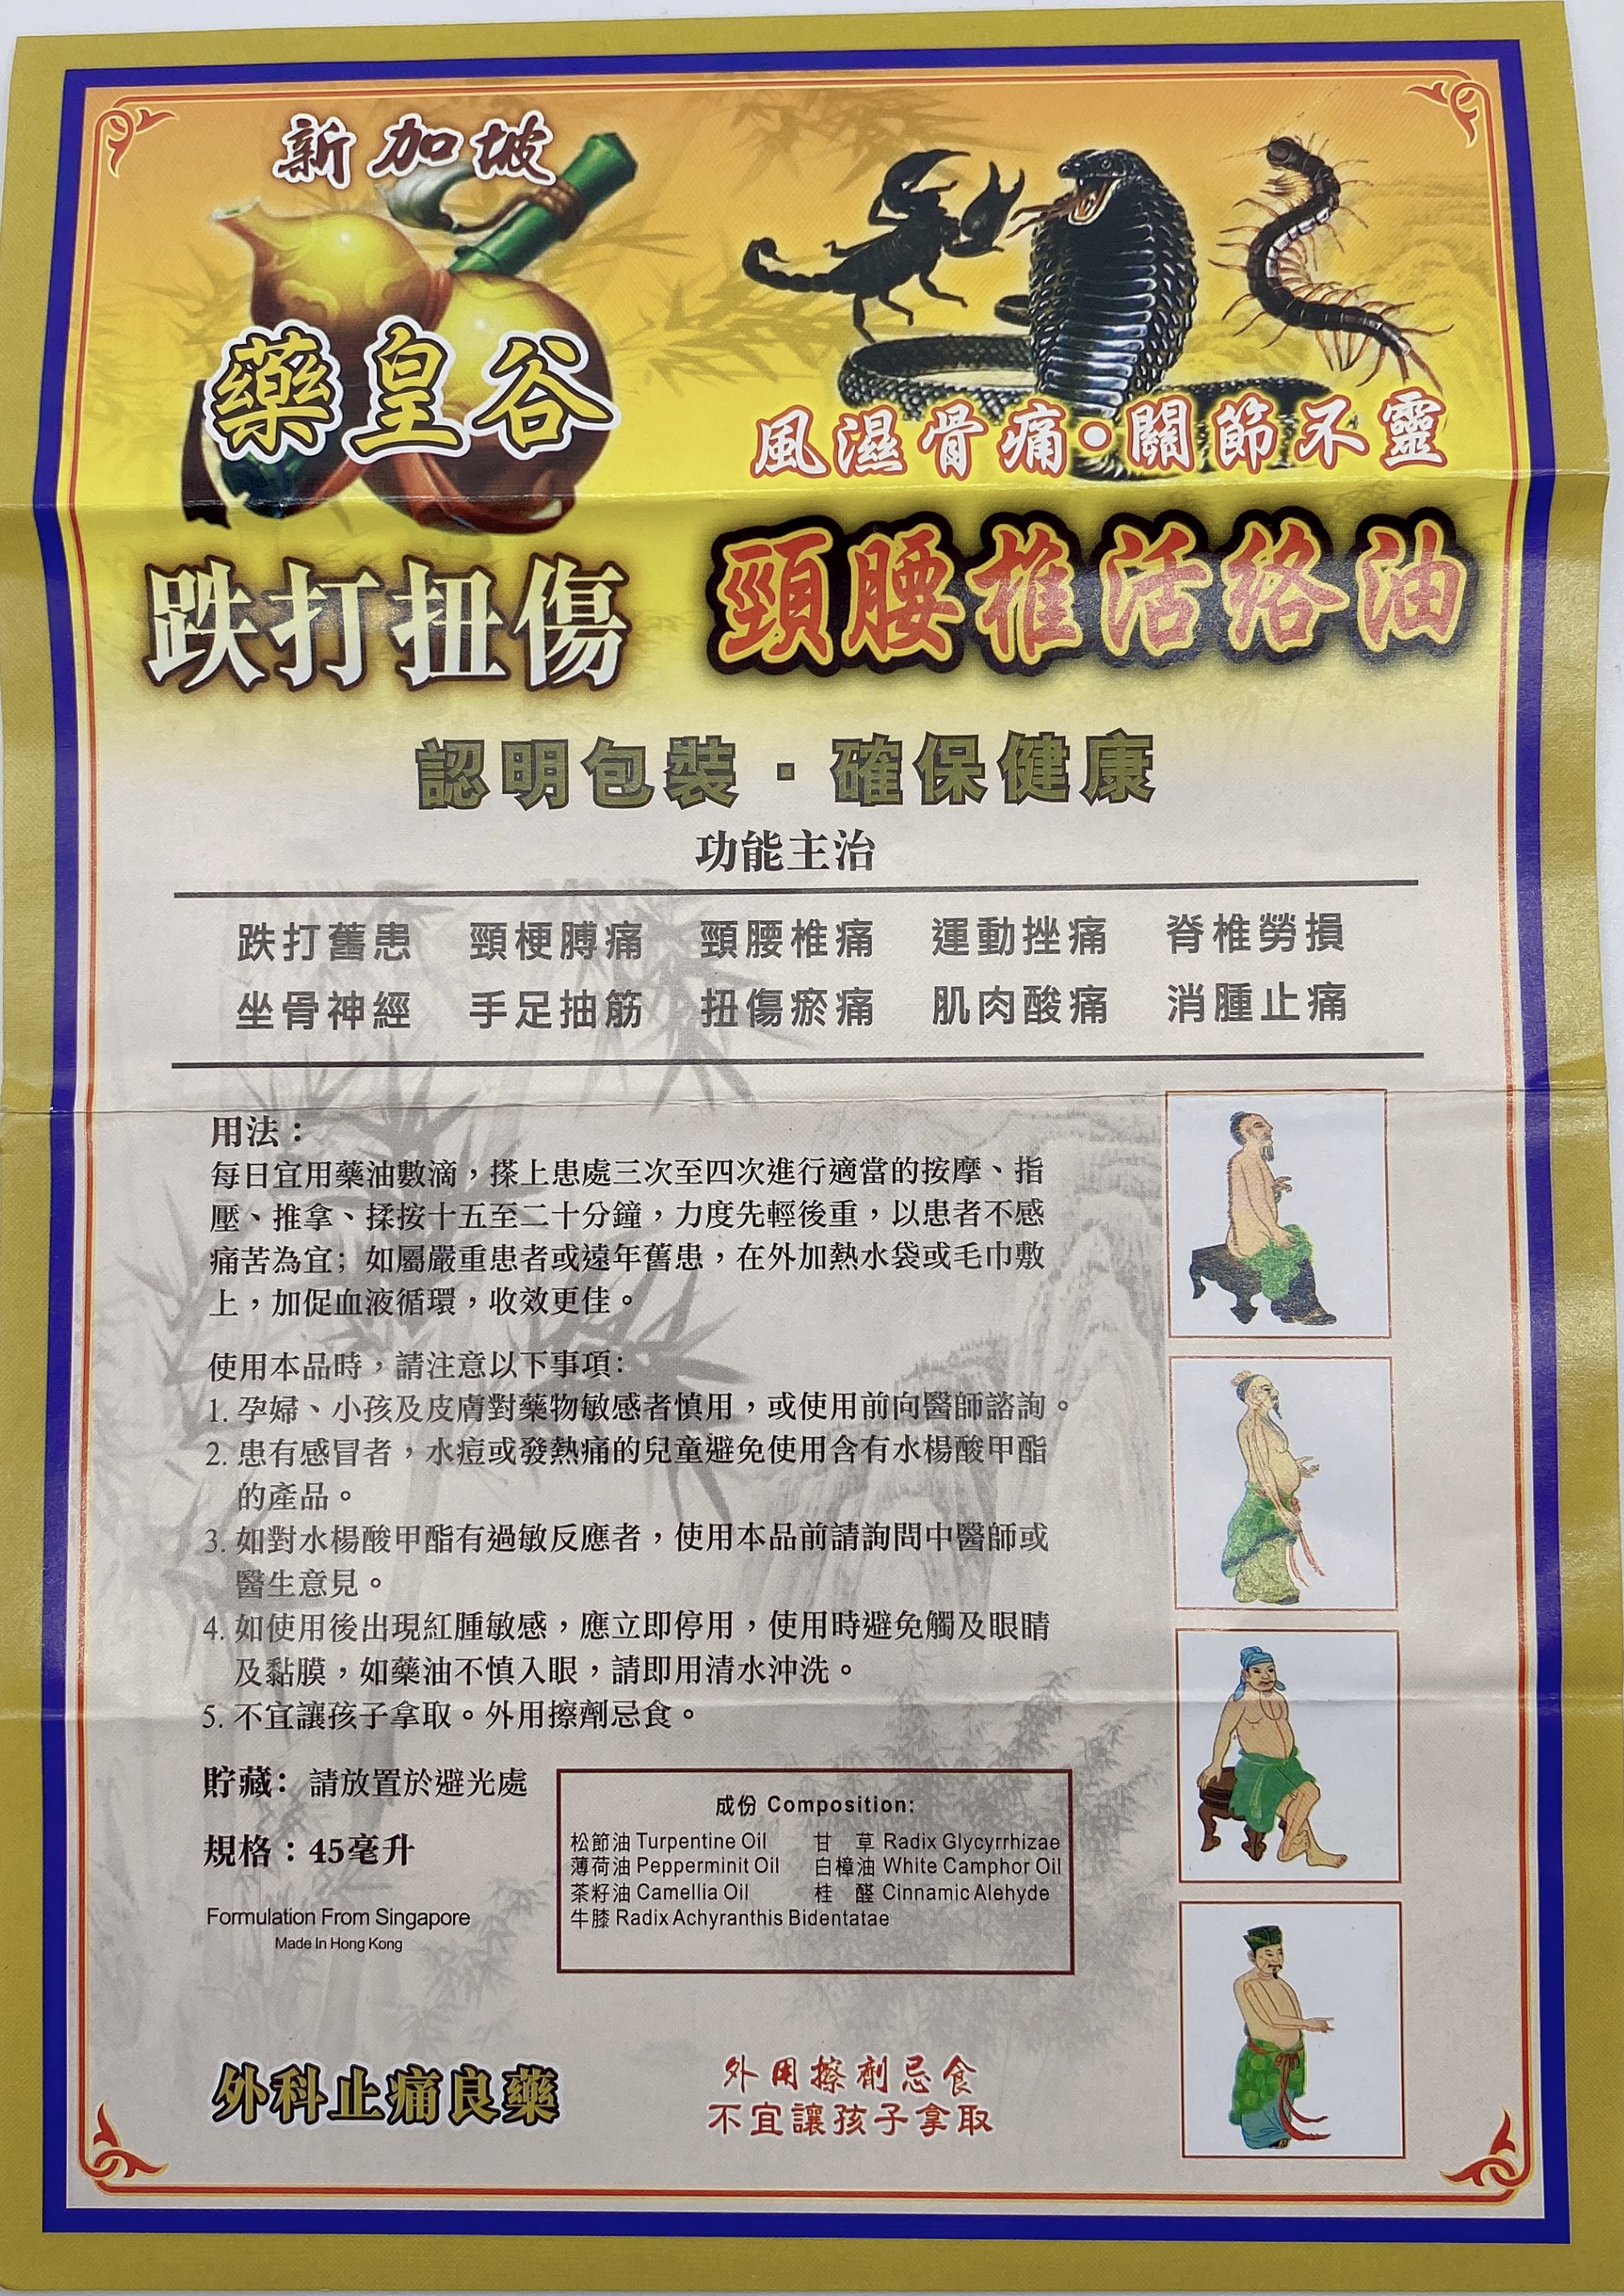 新加坡
藥皇谷
風濕骨痛•關節不靈
跌打扭傷
頸腰椎活络油
認明包裝•確保健康
功能主治
跌打舊患 頸梗膊痛 頸腰椎痛 運動挫痛 脊椎勞損
坐骨神經 手足抽筋 扭傷瘀痛 肌肉酸痛 消腫止痛
用法：
每日宜用藥油數滴，搽上患處三次至四次進行適當的按摩、指
壓、推拿、揉按十五至二十分鐘，力度先輕後重，以患者不感
痛苦為宜；如屬嚴重患者或遠年舊患，在外加熱水袋或毛巾敷
上，加促血液循環，收效更佳。
使用本品時，請注意以下事項：
1. 孕婦、小孩及皮膚對藥物敏感者慎用，或使用前向醫師諮詢。
2. 患有感冒者，水痘或發熱痛的兒童避免使用含有水楊酸甲酯
的產品。
3. 如對水楊酸甲酯有過敏反應者，使用本品前請詢問中醫師或
醫生意見。
4. 如使用後出現紅腫敏感，應立即停用，使用時避免觸及眼睛
及黏膜，如藥油不慎入眼，請即用清水沖洗。
5. 不宜讓孩子拿取。外用擦劑忌食。
貯藏：請放置於避光處
規格：45毫升
Formulation From Singapore
Made In Hong Kong
成份 Composition:
松節油 Turpentine Oil 甘 草 Radix Glycyrrhizae
薄荷油 Pepperminit Oil 白樟油 White Camphor Oil
茶籽油 Camellia Oil 桂 醛 Cinnamic Alehyde
牛膝 Radix Achyranthis Bidentatae
外科止痛良藥
外用擦劑忌食
不宜讓孩子拿取